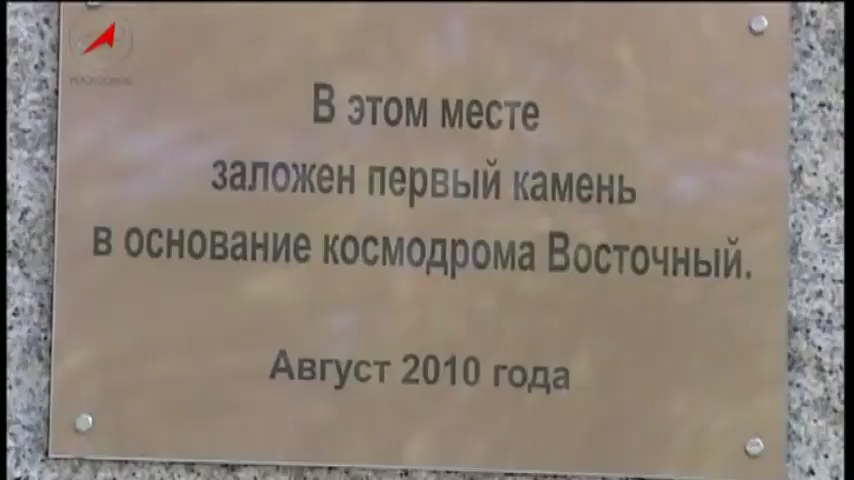 В этом месте
заложен первый камень
в основание космодрома Восточный.
Август 2010 года